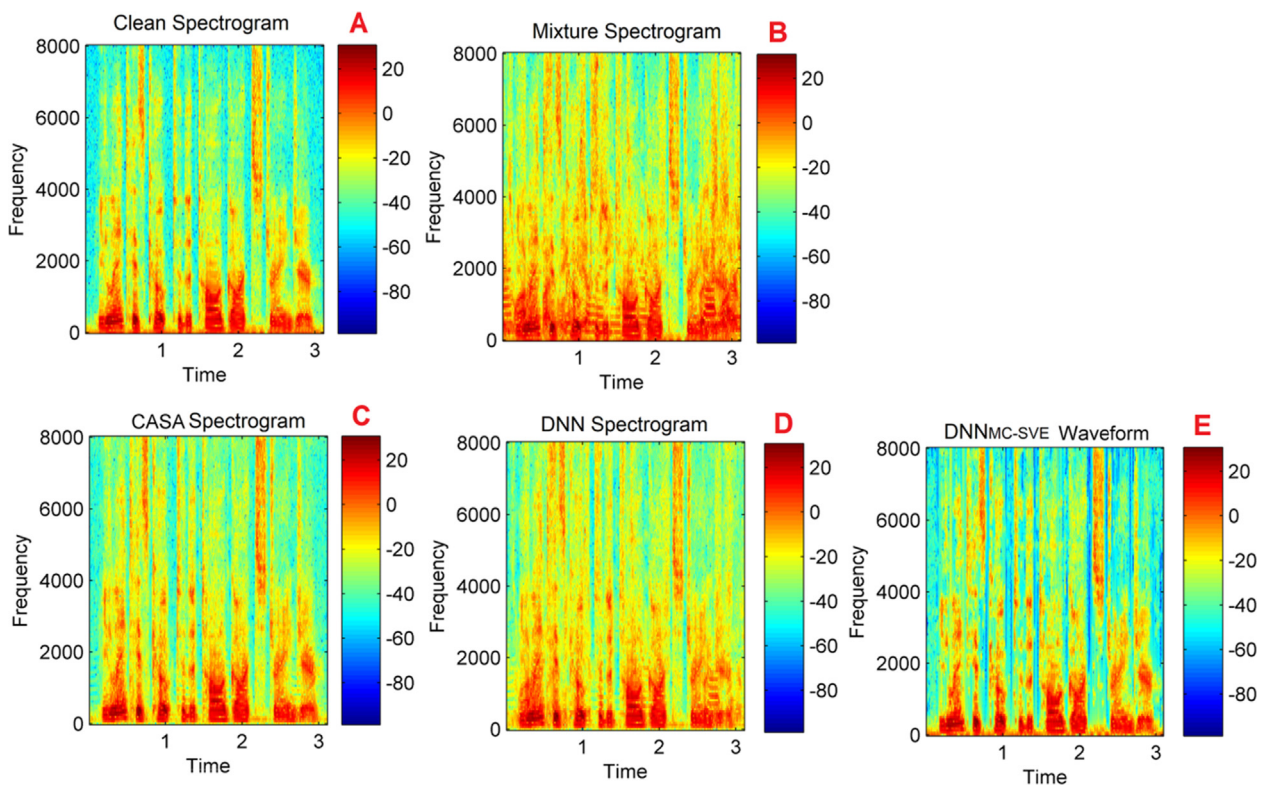 Clean Spectrogram A
8000
6000
4000
2000
0
Frequency
1 2 3
Time
20
0
-20
-40
-60
-80
Mixture Spectrogram B
8000
6000
4000
2000
0
Frequency
1 2 3
Time
20
0
-20
-40
-60
-80
CASA Spectrogram C
8000
6000
4000
2000
0
Frequency
1 2 3
Time
20
0
-20
-40
-60
-80
DNN Spectrogram D
8000
6000
4000
2000
0
Frequency
1 2 3
Time
20
0
-20
-40
-60
-80
DNNMC-SVE Waveform E
8000
6000
4000
2000
0
Frequency
1 2 3
Time
20
0
-20
-40
-60
-80